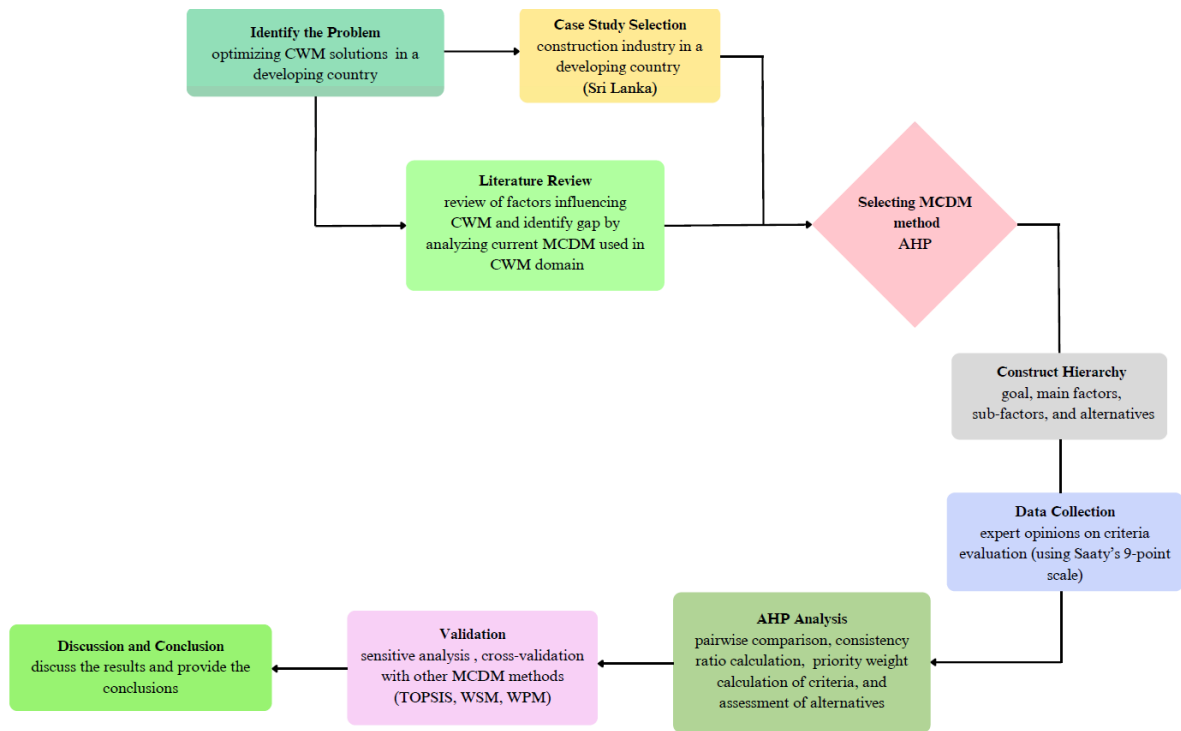 Identify the Problem
optimizing CWM solutions in a
developing country
Case Study Selection
construction industry in a
developing country
(Sri Lanka)
Literature Review
review of factors influencing
CWM and identify gap by
analyzing current MCDM used in
CWM domain
Selecting MCDM
method
AHP
Construct Hierarchy
goal, main factors,
sub-factors, and alternatives
Data Collection
expert opinions on criteria
evaluation (using Saaty's 9-point
scale)
AHP Analysis
pairwise comparison, consistency
ratio calculation, priority weight
calculation of criteria, and
assessment of alternatives
Validation
sensitive analysis , cross-validation
with other MCDM methods
(TOPSIS, WSM, WPM)
Discussion and Conclusion
discuss the results and provide the
conclusions